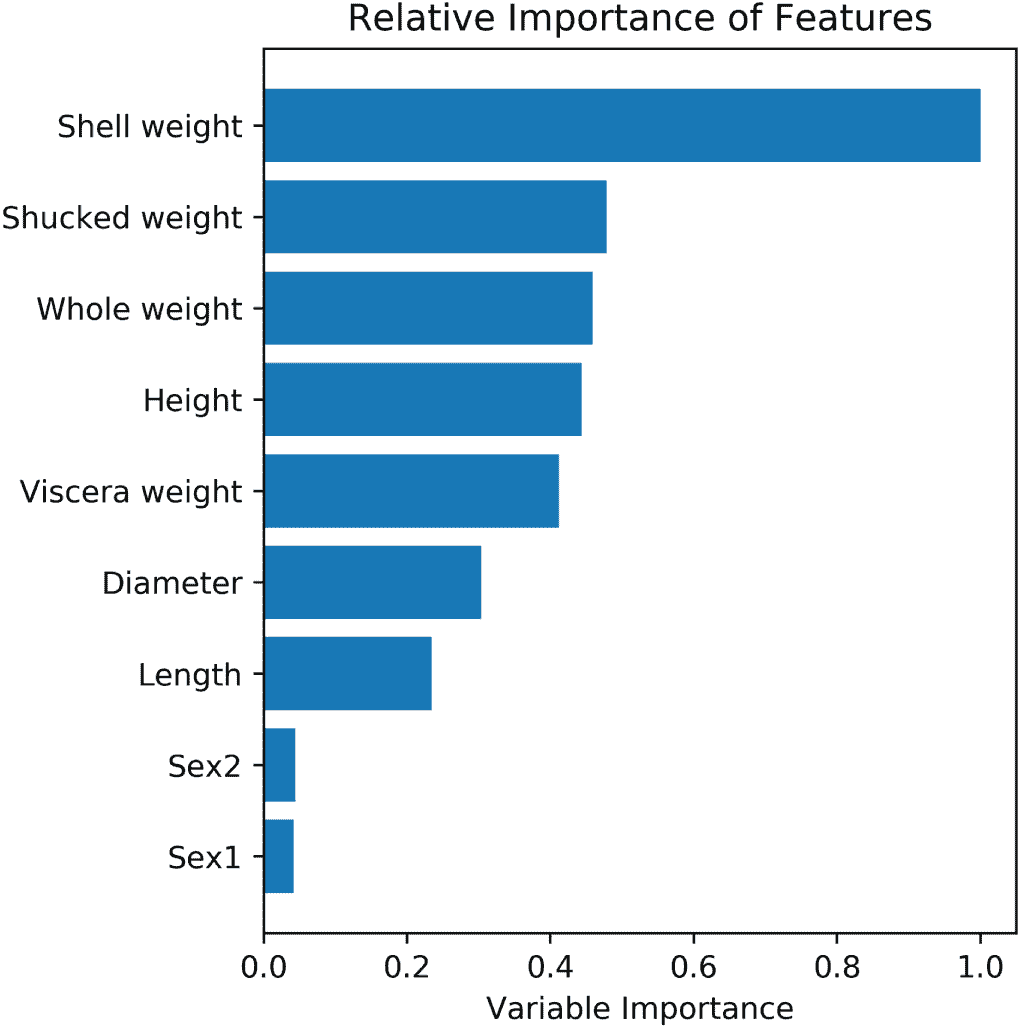 Relative Importance of Features
Shell weight
Shucked weight
Whole weight
Height
Viscera weight
Diameter
Length
Sex2
Sex1
0.0 0.2 0.4 0.6 0.8 1.0
Variable Importance